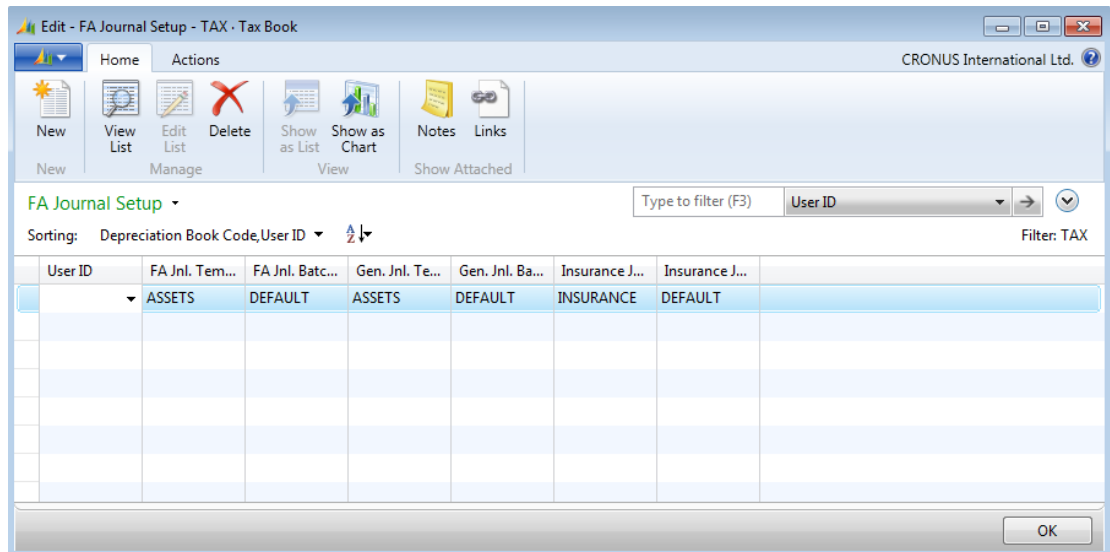 Edit - FA Journal Setup - TAX · Tax Book
Home Actions CRONUS International Ltd.
New View List Edit List Delete Show as List Show as Chart Notes Links
New Manage View Show Attached
FA Journal Setup Type to filter (F3) User ID
Sorting: Depreciation Book Code,User ID A Z Filter: TAX
User ID FA Jnl. Tem... FA Jnl. Batc... Gen. Jnl. Te... Gen. Jnl. Ba... Insurance J... Insurance J...
ASSETS DEFAULT ASSETS DEFAULT INSURANCE DEFAULT
OK